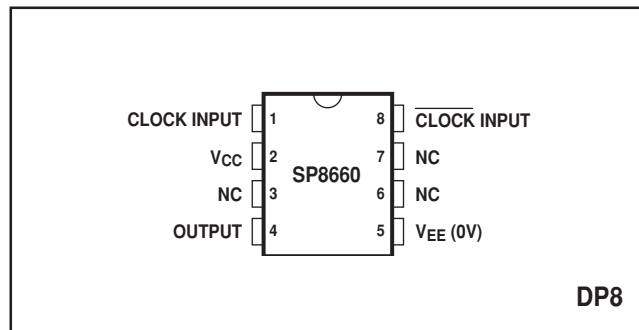 CLOCK INPUT 1 8 C̅L̅O̅C̅K̅ INPUT
VCC 2 7 NC
SP8660
NC 3 6 NC
OUTPUT 4 5 VEE (0V)
DP8